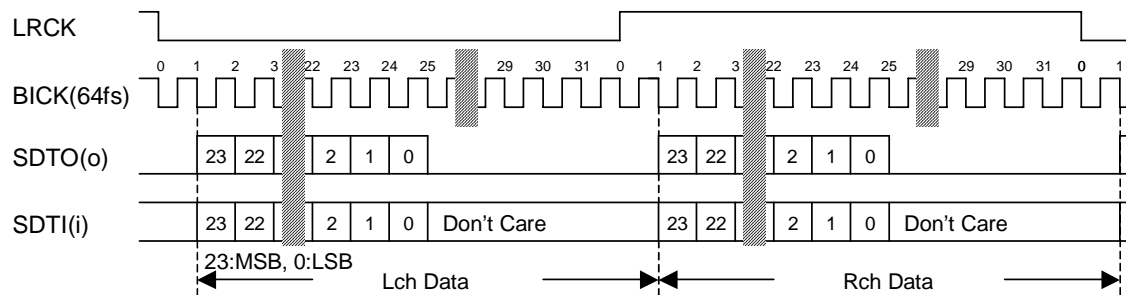 LRCK
0 1 2 3 22 23 24 25 29 30 31 0 1 2 3 22 23 24 25 29 30 31 0 1
BICK(64fs)
SDTO(o) 23 22 2 1 0 23 22 2 1 0
SDTI(i) 23 22 2 1 0 Don't Care 23 22 2 1 0 Don't Care
23:MSB, 0:LSB
Lch Data Rch Data